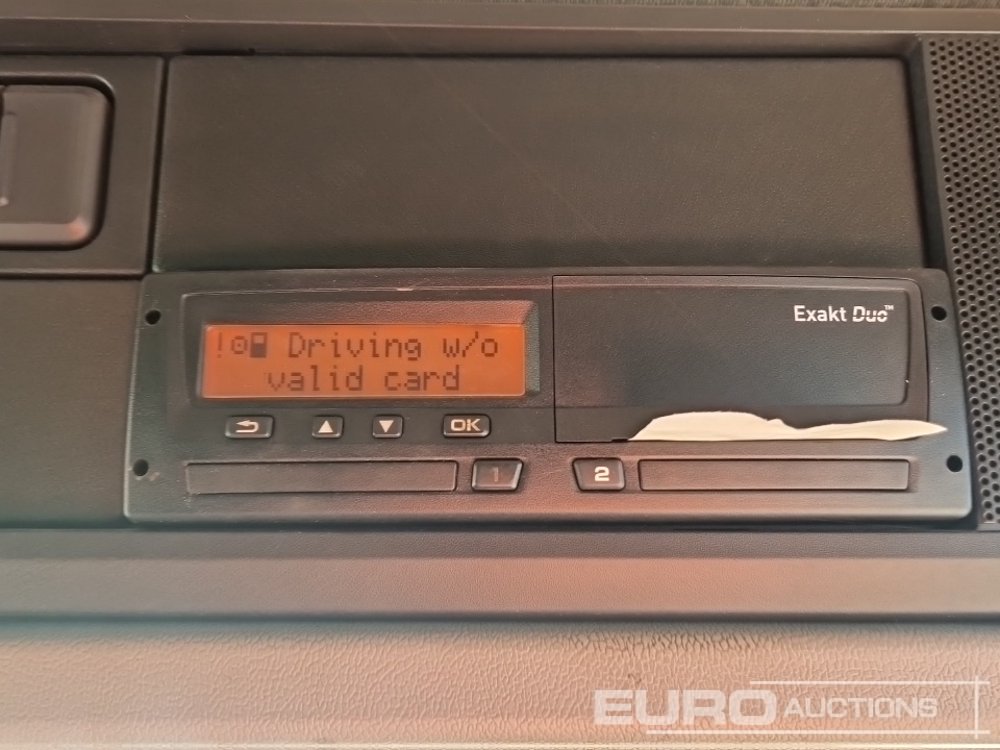 Exakt Duo™
! Driving w/o
valid card
OK
1
2
EURO AUCTIONS